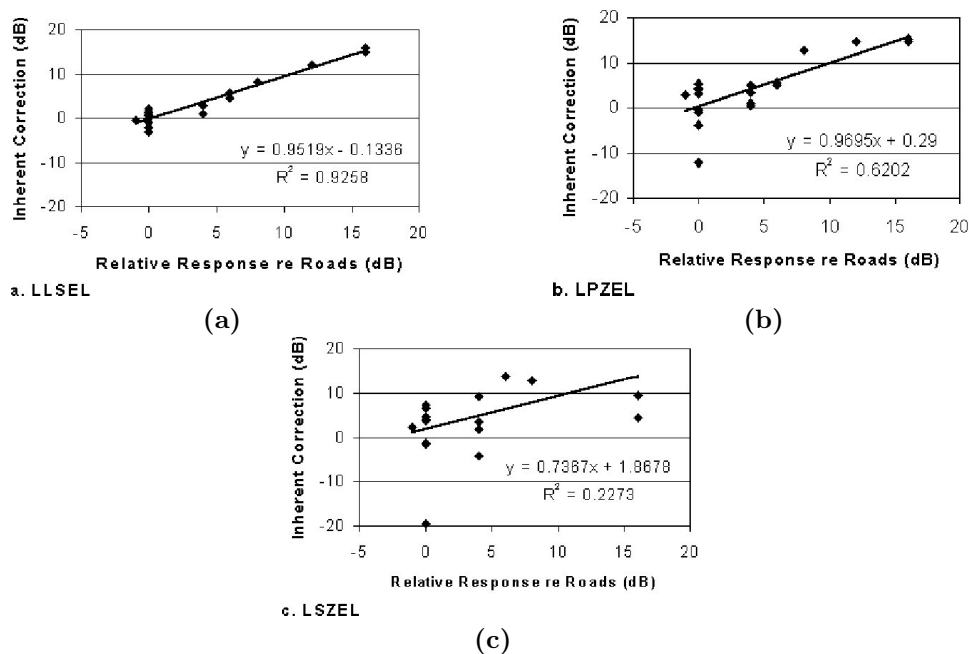 20
10
0
-10
-20
Inherent Correction (dB)
y = 0.9519x - 0.1336
R² = 0.9258
-5 0 5 10 15 20
Relative Response re Roads (dB)
a. LLSEL
(a)
20
10
0
-10
-20
Inherent Correction (dB)
y = 0.9695x + 0.29
R² = 0.6202
-5 0 5 10 15 20
Relative Response re Roads (dB)
b. LPZEL
(b)
20
10
0
-10
-20
Inherent Correction (dB)
y = 0.7367x + 1.8678
R² = 0.2273
-5 0 5 10 15 20
Relative Response re Roads (dB)
c. LSZEL
(c)